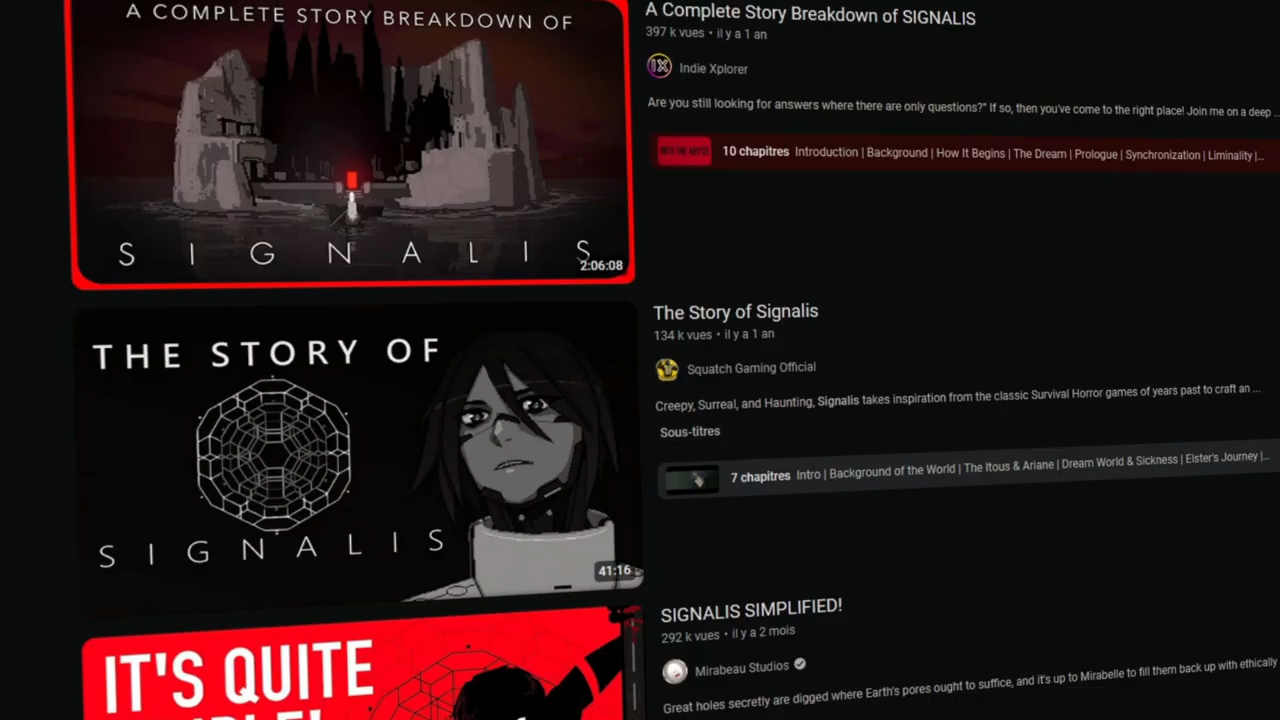 A COMPLETE STORY BREAKDOWN OF
SIGNALIS
2:06:08
A Complete Story Breakdown of SIGNALIS
397 k vues • il y a 1 an
IX Indie Xplorer
Are you still looking for answers where there are only questions?" If so, then you've come to the right place! Join me on a deep ...
INTO THE ABYSS
10 chapitres Introduction | Background | How It Begins | The Dream | Prologue | Synchronization | Liminality |...
THE STORY OF
SIGNALIS
41:16
The Story of Signalis
134 k vues • il y a 1 an
Squatch Gaming Official
Creepy, Surreal, and Haunting, Signalis takes inspiration from the classic Survival Horror games of years past to craft an ...
Sous-titres
7 chapitres Intro | Background of the World | The Itous & Ariane | Dream World & Sickness | Elster's Journey |...
IT'S QUITE
SIGNALIS SIMPLIFIED!
292 k vues • il y a 2 mois
Mirabeau Studios
Great holes secretly are digged where Earth's pores ought to suffice, and it's up to Mirabelle to fill them back up with ethically